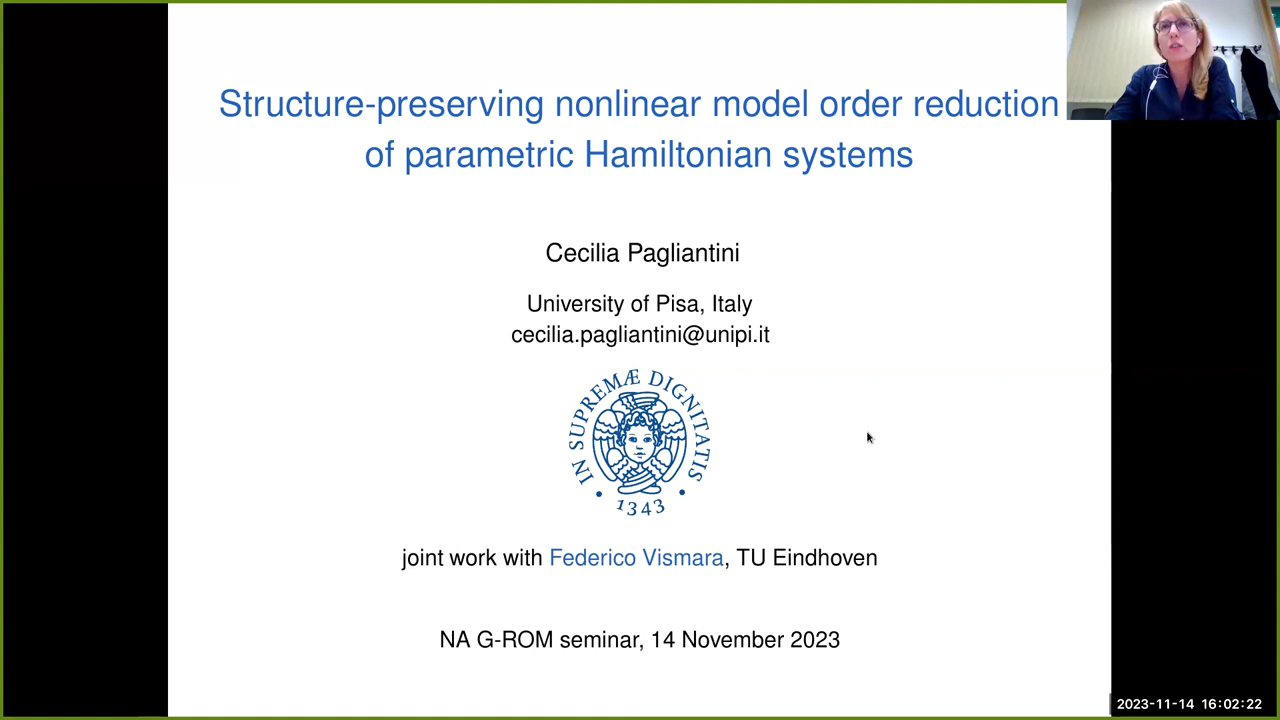 Structure-preserving nonlinear model order reduction
of parametric Hamiltonian systems
Cecilia Pagliantini
University of Pisa, Italy
cecilia.pagliantini@unipi.it
IN SUPREMÆ DIGNITATIS
· 1343 ·
joint work with Federico Vismara, TU Eindhoven
NA G-ROM seminar, 14 November 2023
2023-11-14 16:02:22